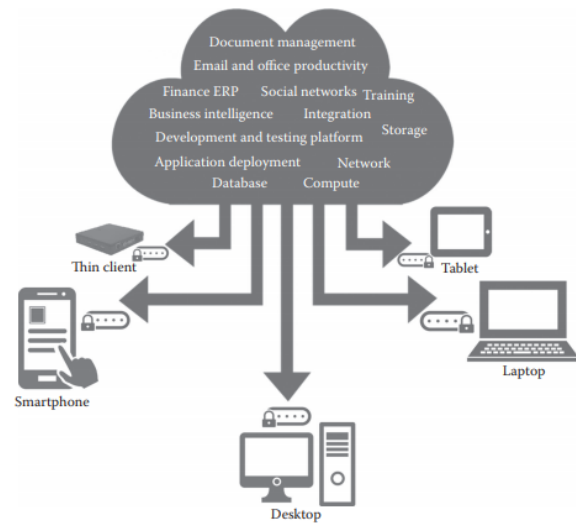 Document management
Email and office productivity
Finance ERP Social networks Training
Business intelligence Integration
Storage
Development and testing platform
Application deployment Network
Database Compute
Thin client
Tablet
Smartphone
Laptop
Desktop